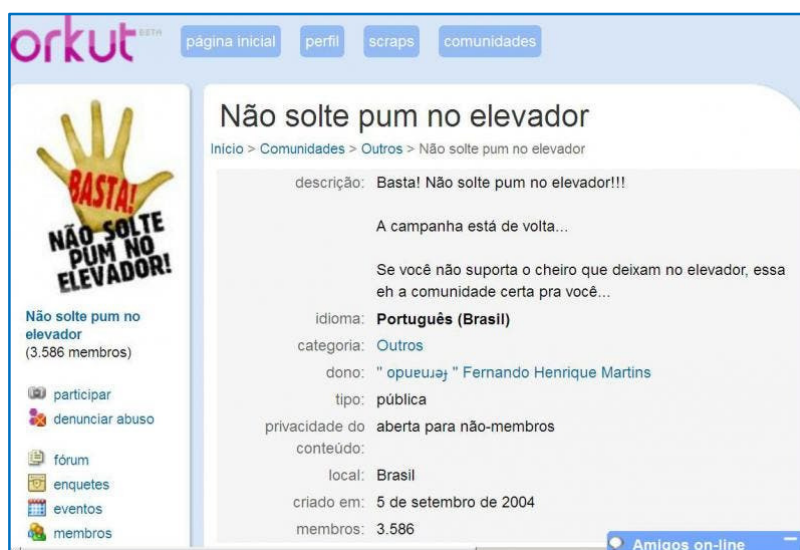 orkut BETA
página inicial perfil scraps comunidades
BASTA!
NÃO SOLTE
PUM NO
ELEVADOR!
Não solte pum no
elevador
(3.586 membros)
participar
denunciar abuso
fórum
enquetes
eventos
membros
Não solte pum no elevador
Início > Comunidades > Outros > Não solte pum no elevador
descrição: Basta! Não solte pum no elevador!!!
A campanha está de volta...
Se você não suporta o cheiro que deixam no elevador, essa
eh a comunidade certa pra você...
idioma: Português (Brasil)
categoria: Outros
dono: " opuɐuɹǝɟ " Fernando Henrique Martins
tipo: pública
privacidade do aberta para não-membros
conteúdo:
local: Brasil
criado em: 5 de setembro de 2004
membros: 3.586
Amigos on-line